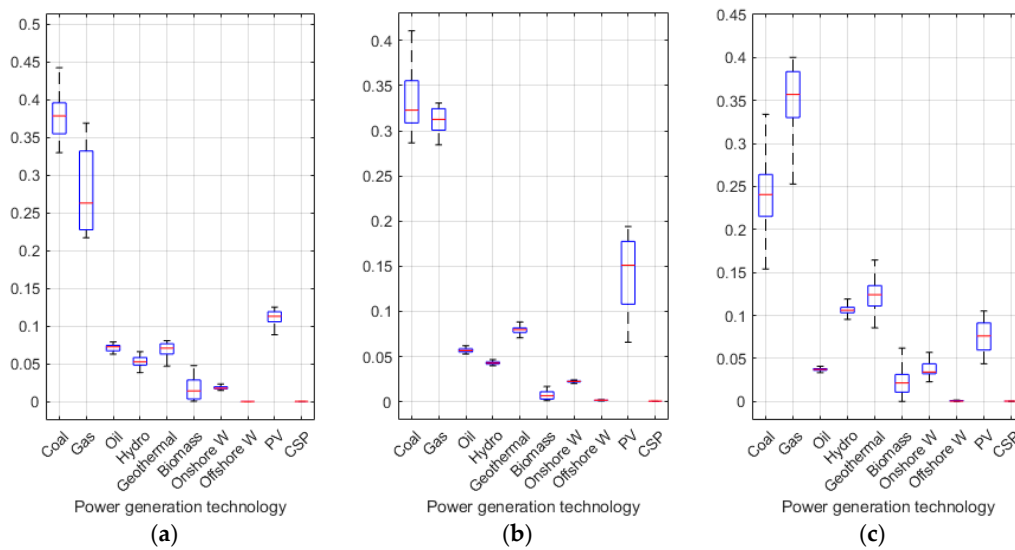 0.5
0.45
0.4
0.35
0.3
0.25
0.2
0.15
0.1
0.05
0
Coal
Gas
Oil
Hydro
Geothermal
Biomass
Onshore W
Offshore W
PV
CSP
Power generation technology
(a)
0.4
0.35
0.3
0.25
0.2
0.15
0.1
0.05
0
Coal
Gas
Oil
Hydro
Geothermal
Biomass
Onshore W
Offshore W
PV
CSP
Power generation technology
(b)
0.45
0.4
0.35
0.3
0.25
0.2
0.15
0.1
0.05
0
Coal
Gas
Oil
Hydro
Geothermal
Biomass
Onshore W
Offshore W
PV
CSP
Power generation technology
(c)